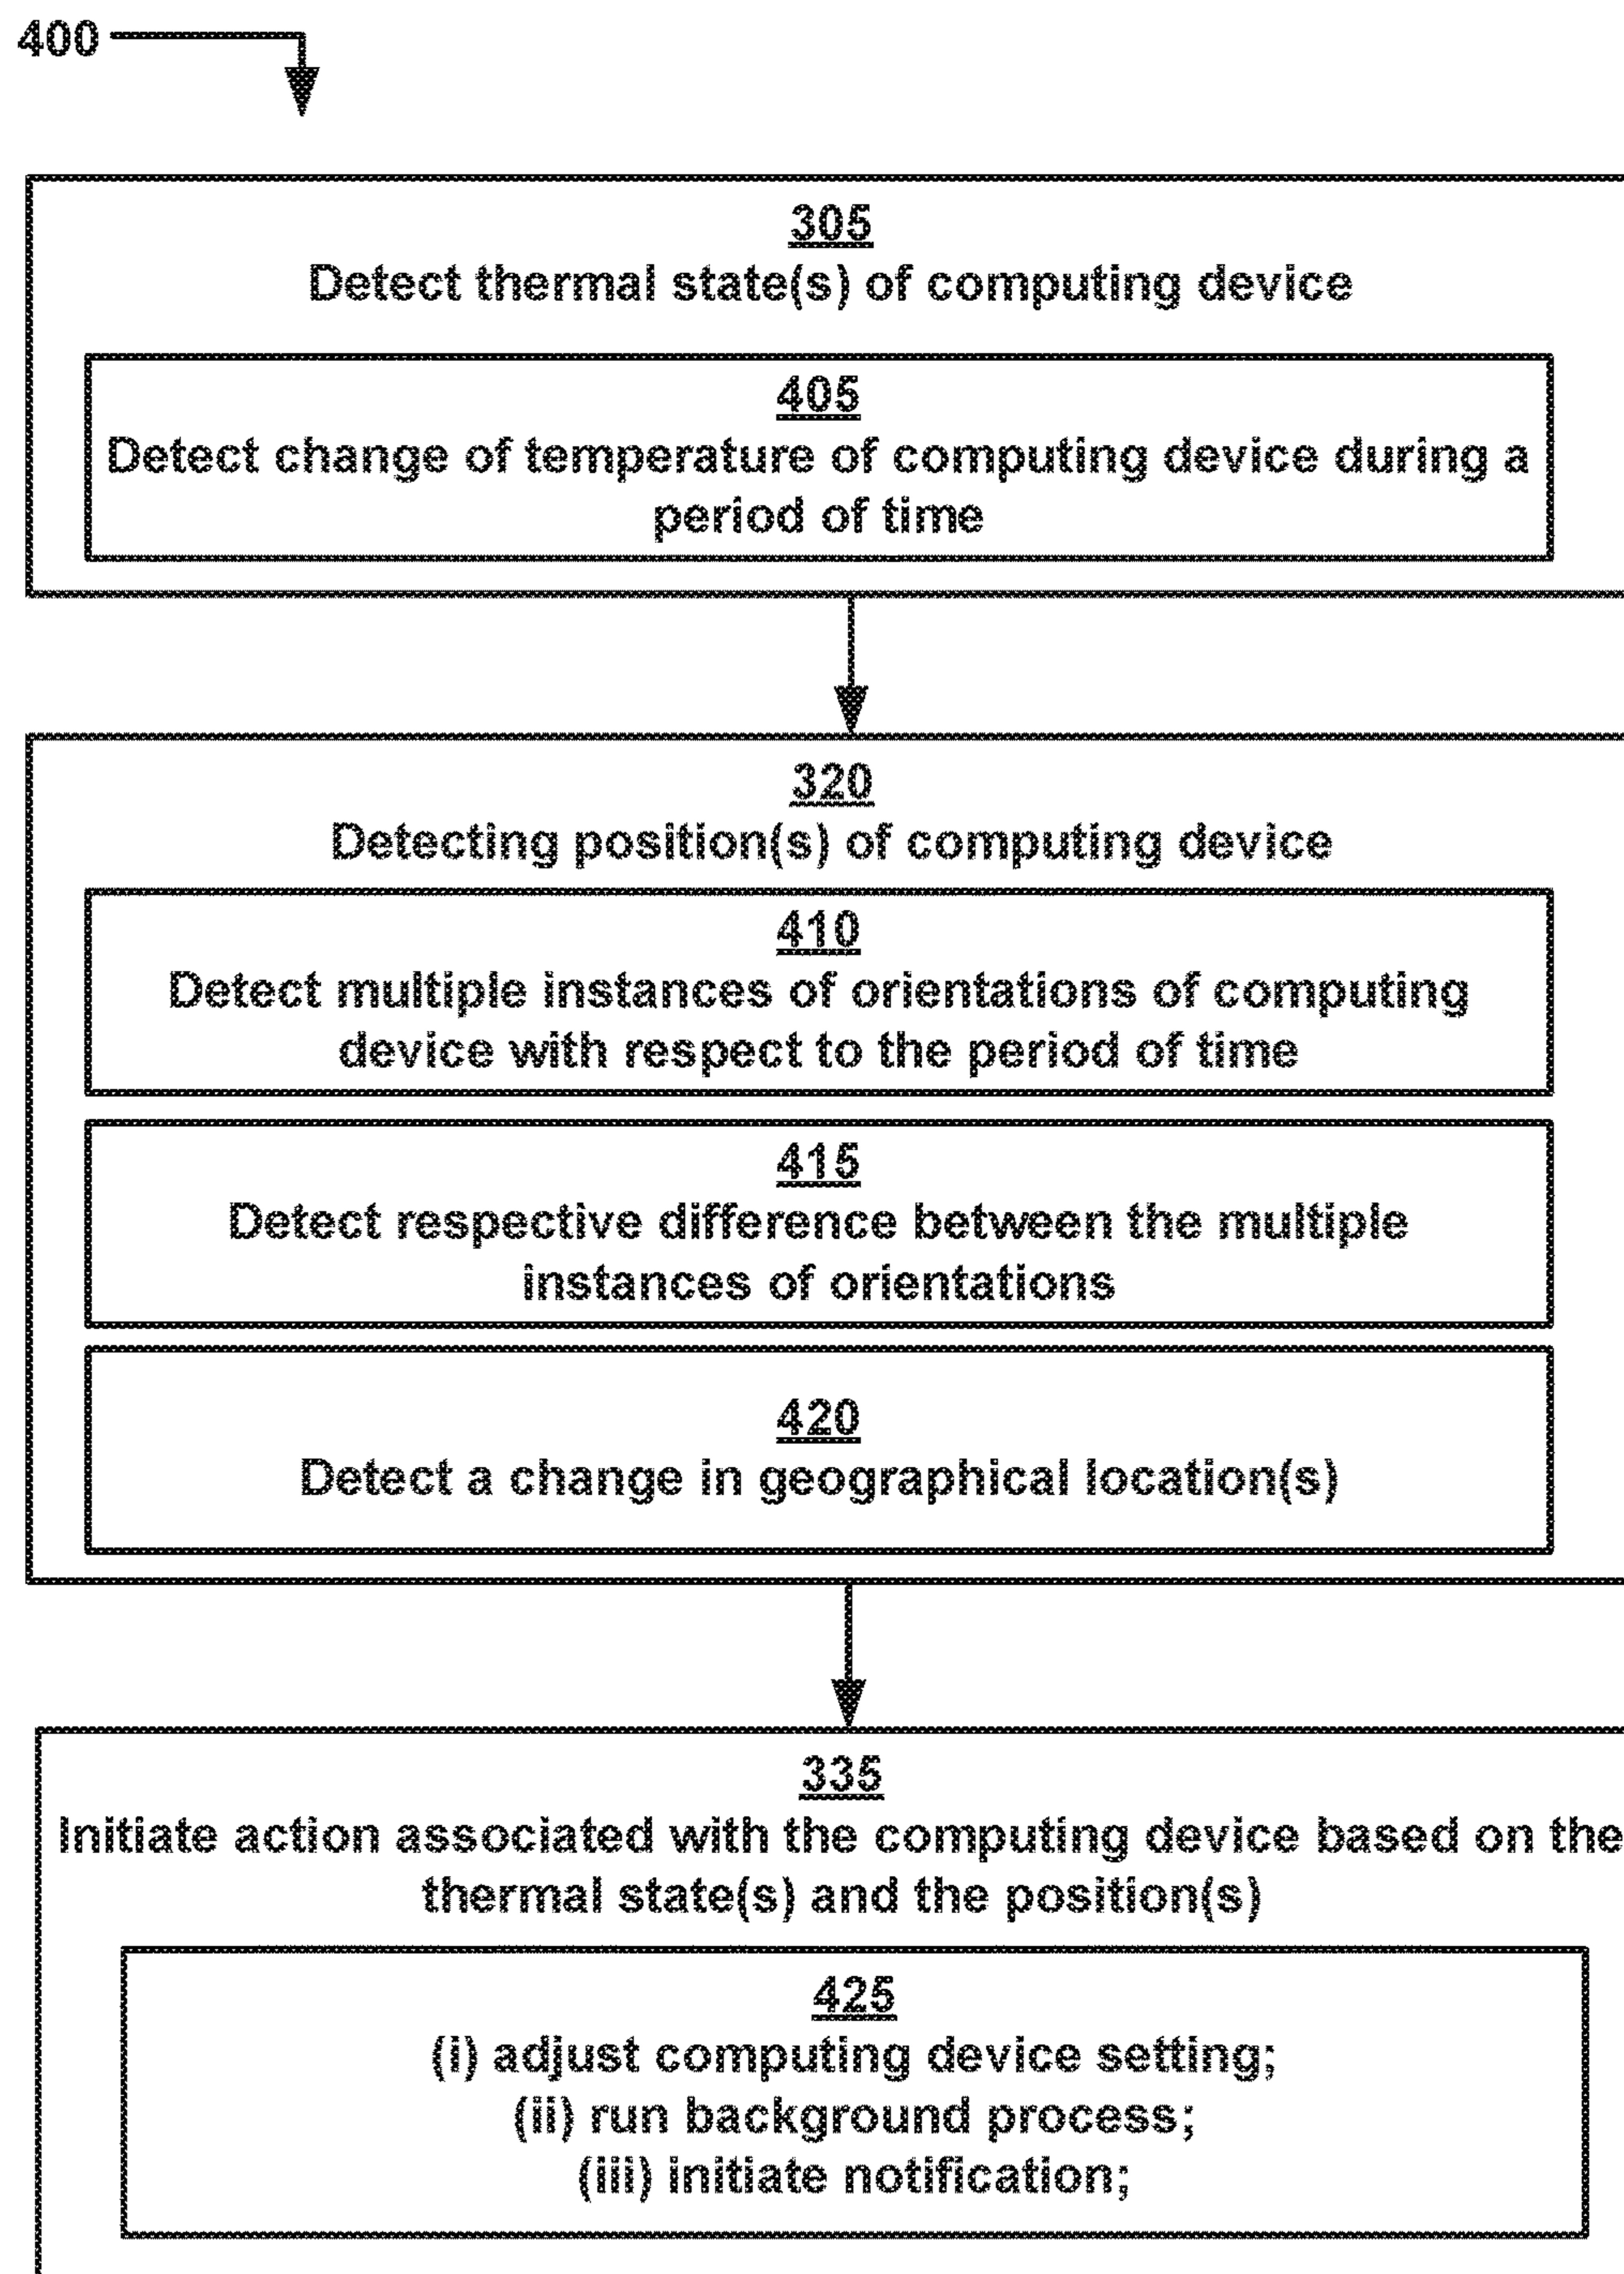 400
305
Detect thermal state(s) of computing device
405
Detect change of temperature of computing device during a
period of time
320
Detecting position(s) of computing device
410
Detect multiple instances of orientations of computing
device with respect to the period of time
415
Detect respective difference between the multiple
instances of orientations
420
Detect a change in geographical location(s)
335
Initiate action associated with the computing device based on the
thermal state(s) and the position(s)
425
(i) adjust computing device setting;
(ii) run background process;
(iii) initiate notification;